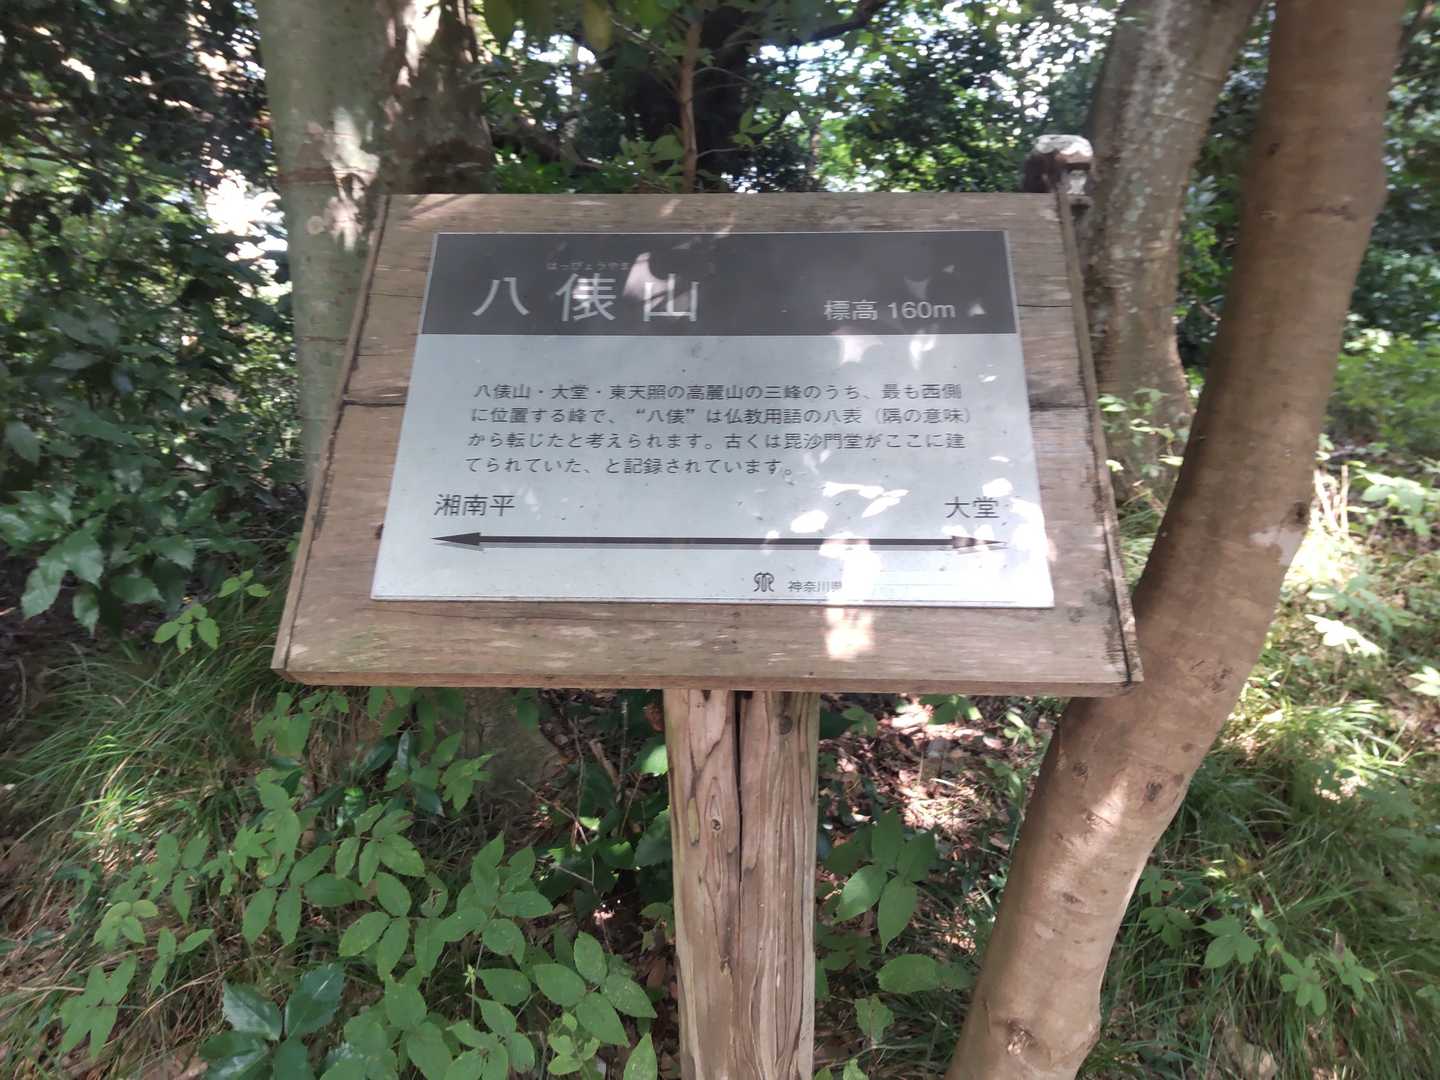 はっぴょうやま
八俵山 標高 160m
八俵山・大堂・東天照の高麗山の三峰のうち、最も西側
に位置する峰で、“八俵”は仏教用語の八表（隅の意味）
から転じたと考えられます。古くは毘沙門堂がここに建
てられていた、と記録されています。
湘南平 大堂
神奈川県